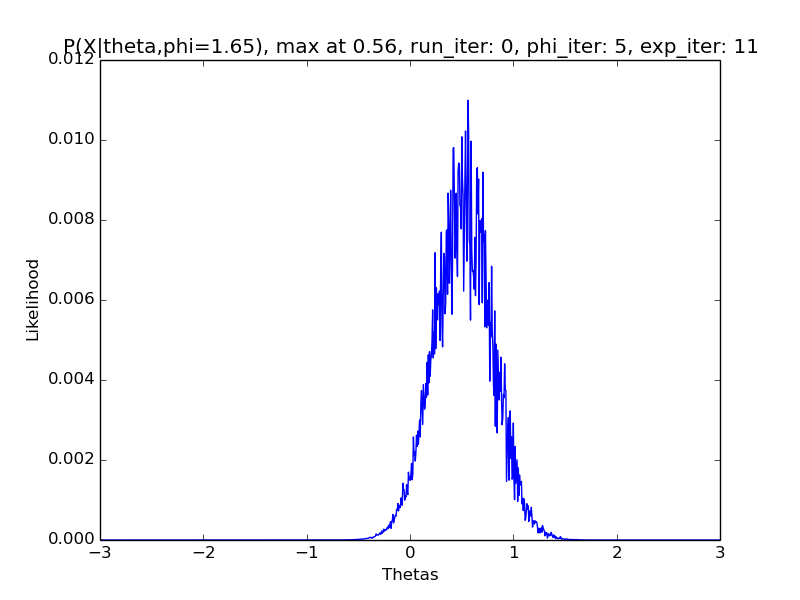 P(X|theta,phi=1.65), max at 0.56, run_iter: 0, phi_iter: 5, exp_iter: 11
0.012
0.010
0.008
0.006
0.004
0.002
0.000
Likelihood
−3 −2 −1 0 1 2 3
Thetas